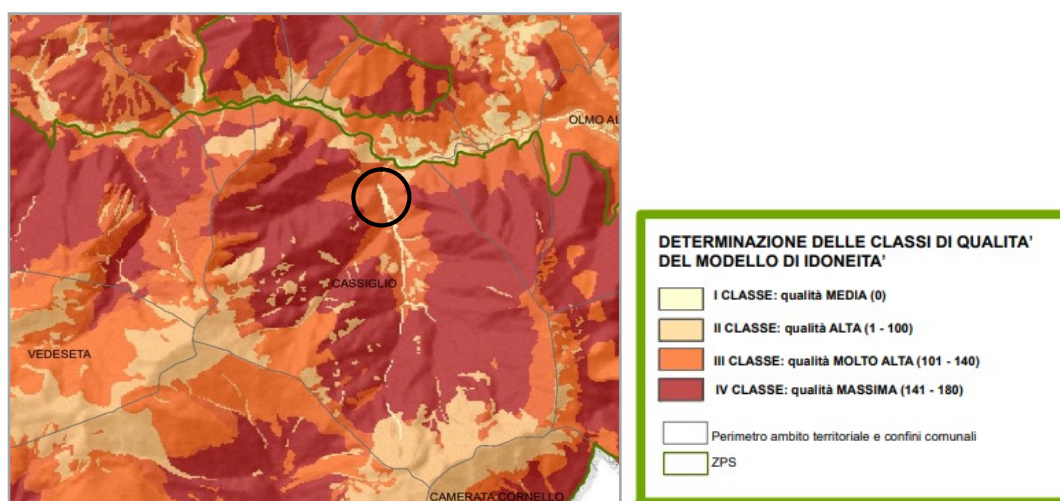 OLMO AL
CASSIGLIO
VEDESETA
CAMERATA CORNELLO
DETERMINAZIONE DELLE CLASSI DI QUALITA'
DEL MODELLO DI IDONEITA'
I CLASSE: qualità MEDIA (0)
II CLASSE: qualità ALTA (1 - 100)
III CLASSE: qualità MOLTO ALTA (101 - 140)
IV CLASSE: qualità MASSIMA (141 - 180)
Perimetro ambito territoriale e confini comunali
ZPS